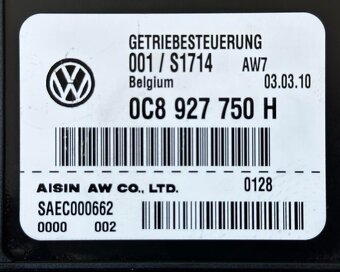 GETRIEBESTEUERUNG
001 / S1714 AW7
Belgium 03.03.10
0C8 927 750 H
AISIN AW CO., LTD. 0128
SAEC000662
0000 002